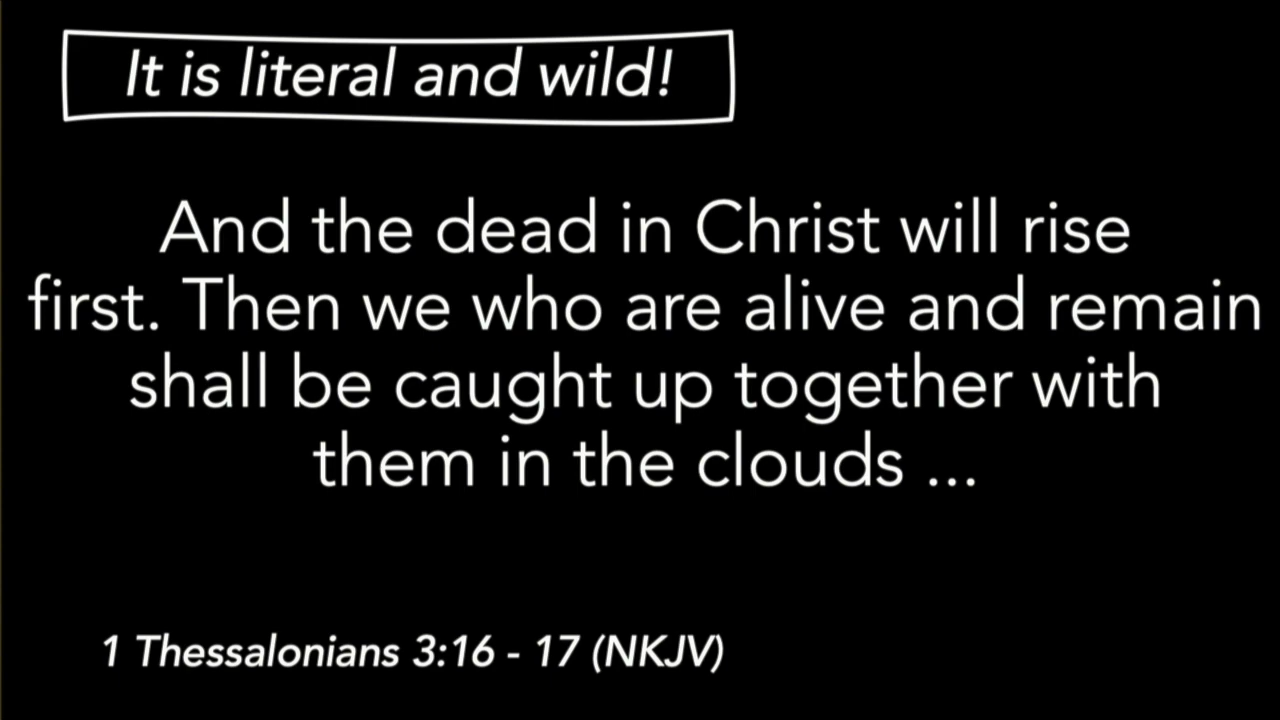 It is literal and wild!
And the dead in Christ will rise
first. Then we who are alive and remain
shall be caught up together with
them in the clouds ...
1 Thessalonians 3:16 - 17 (NKJV)